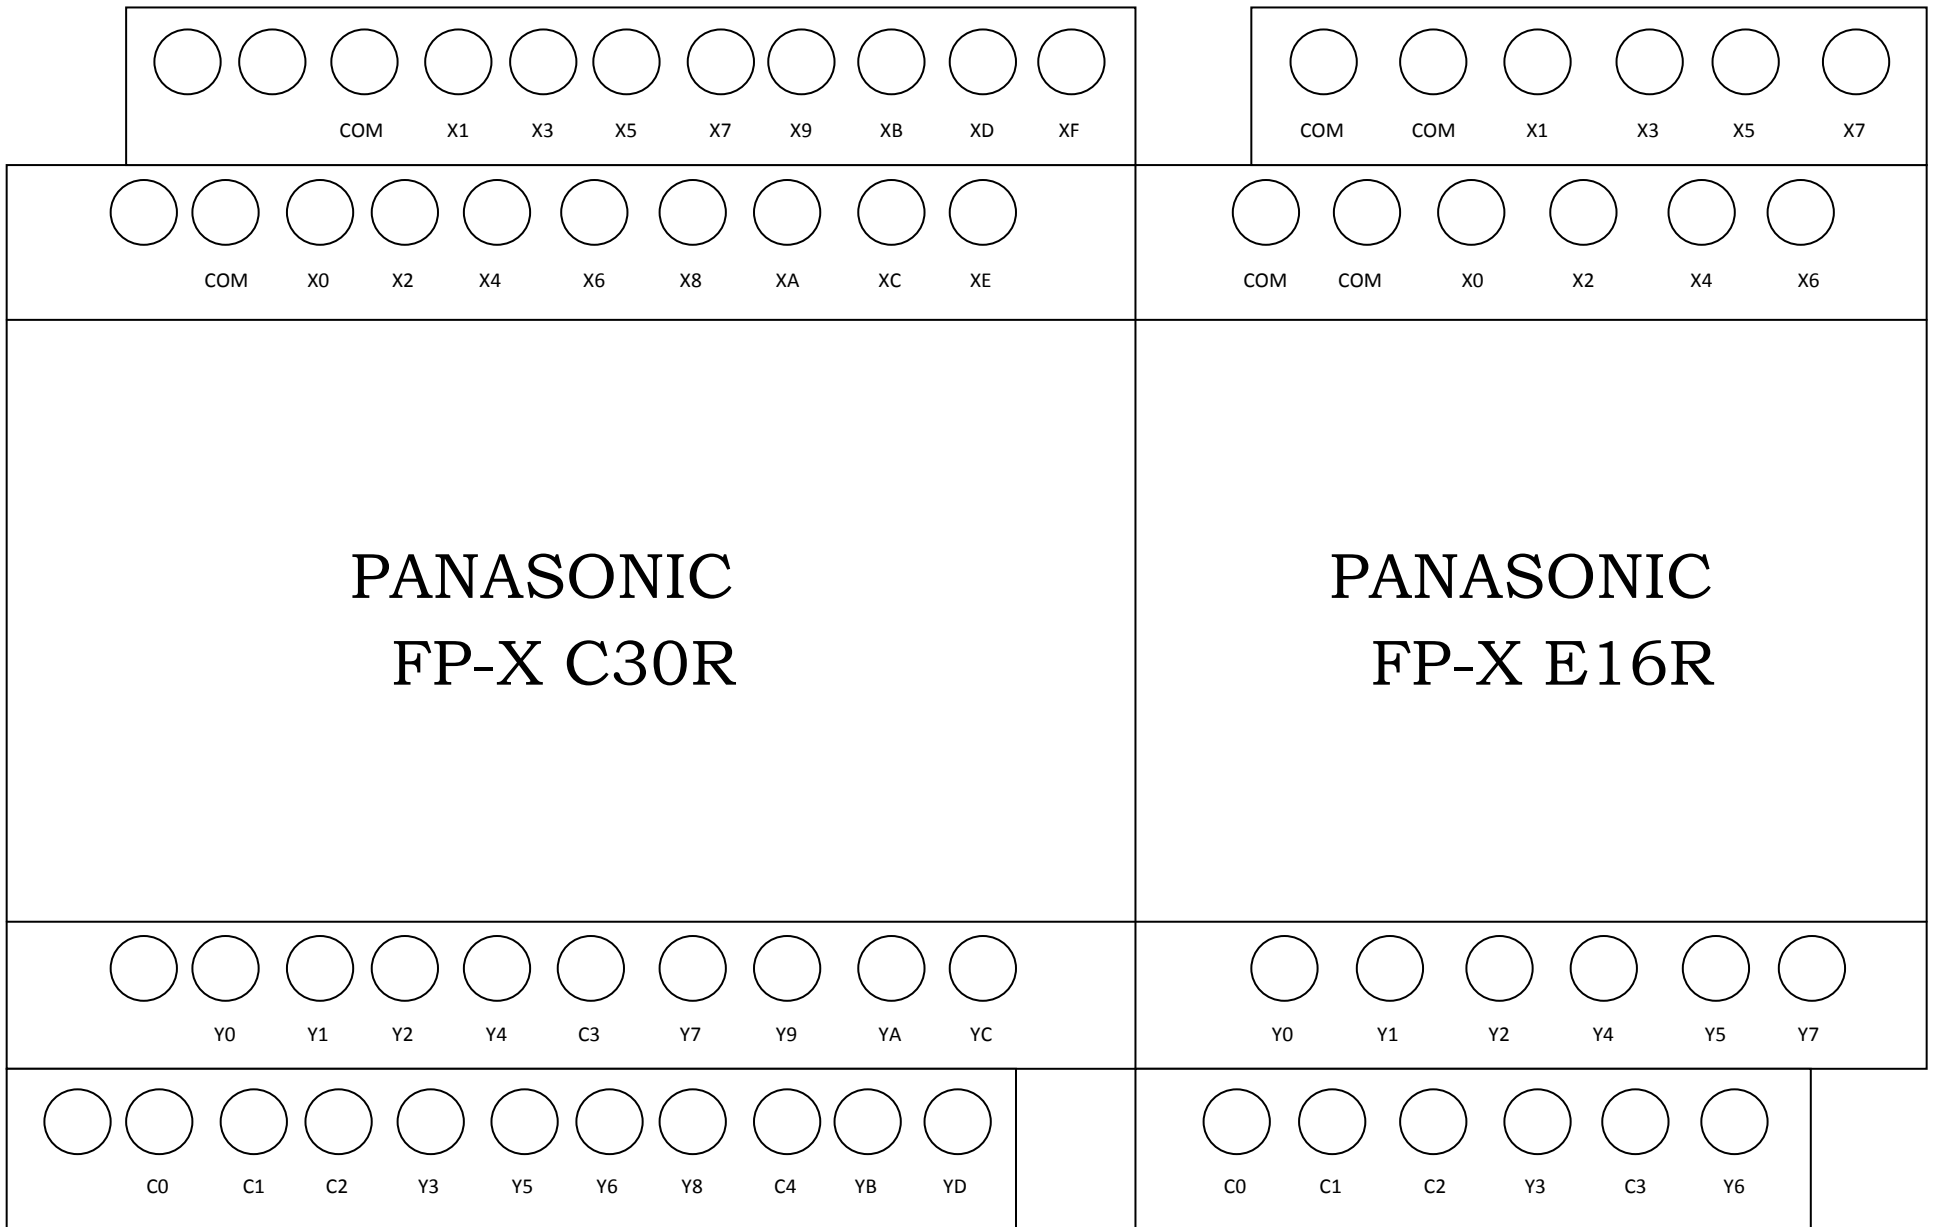 COM X1 X3 X5 X7 X9 XB XD XF
COM COM X1 X3 X5 X7
COM X0 X2 X4 X6 X8 XA XC XE
COM COM X0 X2 X4 X6
PANASONIC
FP-X C30R
PANASONIC
FP-X E16R
Y0 Y1 Y2 Y4 C3 Y7 Y9 YA YC
Y0 Y1 Y2 Y4 Y5 Y7
C0 C1 C2 Y3 Y5 Y6 Y8 C4 YB YD
C0 C1 C2 Y3 C3 Y6